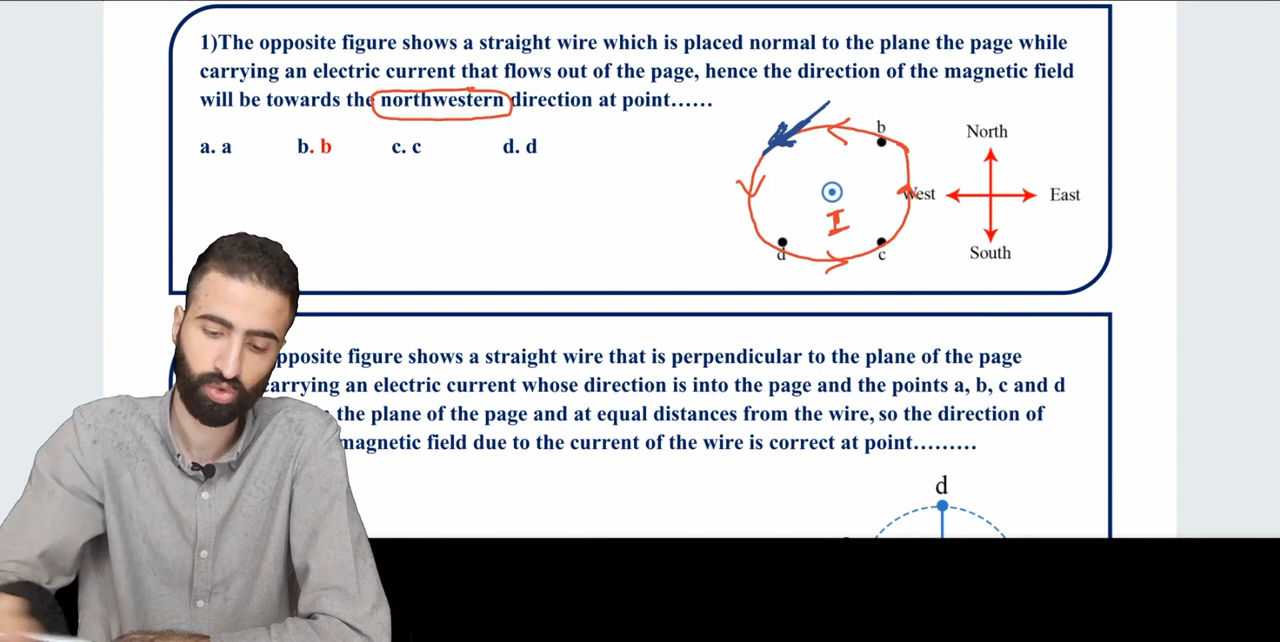 1)The opposite figure shows a straight wire which is placed normal to the plane the page while
carrying an electric current that flows out of the page, hence the direction of the magnetic field
will be towards the northwestern direction at point......
a. a b. b c. c d. d
b
North
West East
I
South
d c
pposite figure shows a straight wire that is perpendicular to the plane of the page
carrying an electric current whose direction is into the page and the points a, b, c and d
the plane of the page and at equal distances from the wire, so the direction of
magnetic field due to the current of the wire is correct at point.........
d